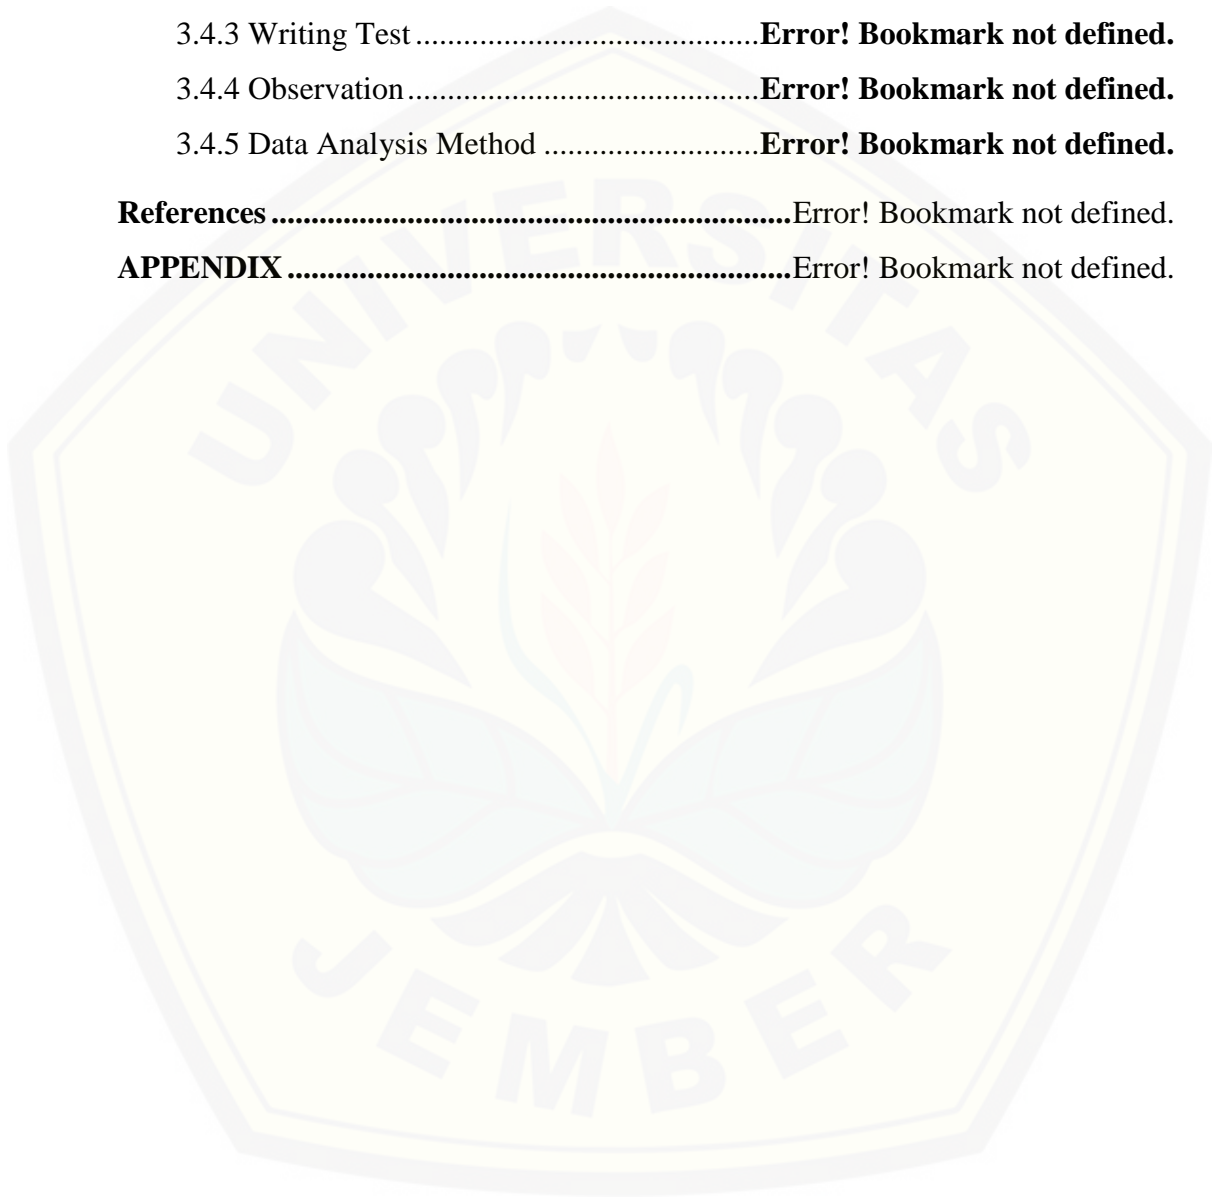 3.4.3 Writing Test...........................................Error! Bookmark not defined.
3.4.4 Observation............................................Error! Bookmark not defined.
3.4.5 Data Analysis Method ...........................Error! Bookmark not defined.
References.................................................................Error! Bookmark not defined.
APPENDIX...............................................................Error! Bookmark not defined.
UNIVERSITAS
JEMBER